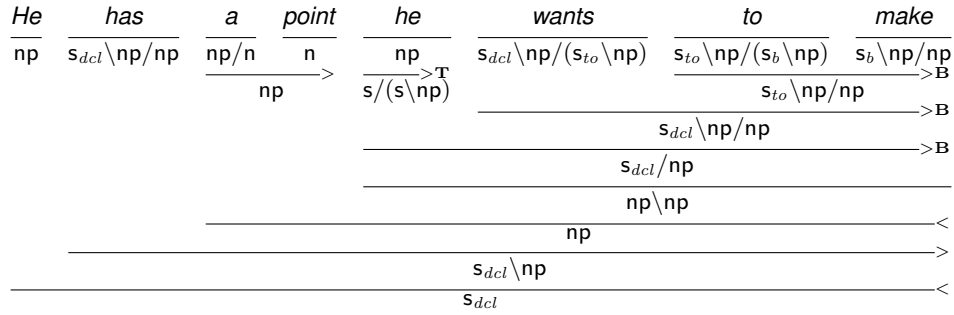 He has a point he wants to make
np s_dcl\np/np np/n n np s_dcl\np/(s_to\np) s_to\np/(s_b\np) s_b\np/np
> >T >B
np s/(s\np) s_to\np/np
>B
s_dcl\np/np
>B
s_dcl/np
np\np
<
np
>
s_dcl\np
<
s_dcl